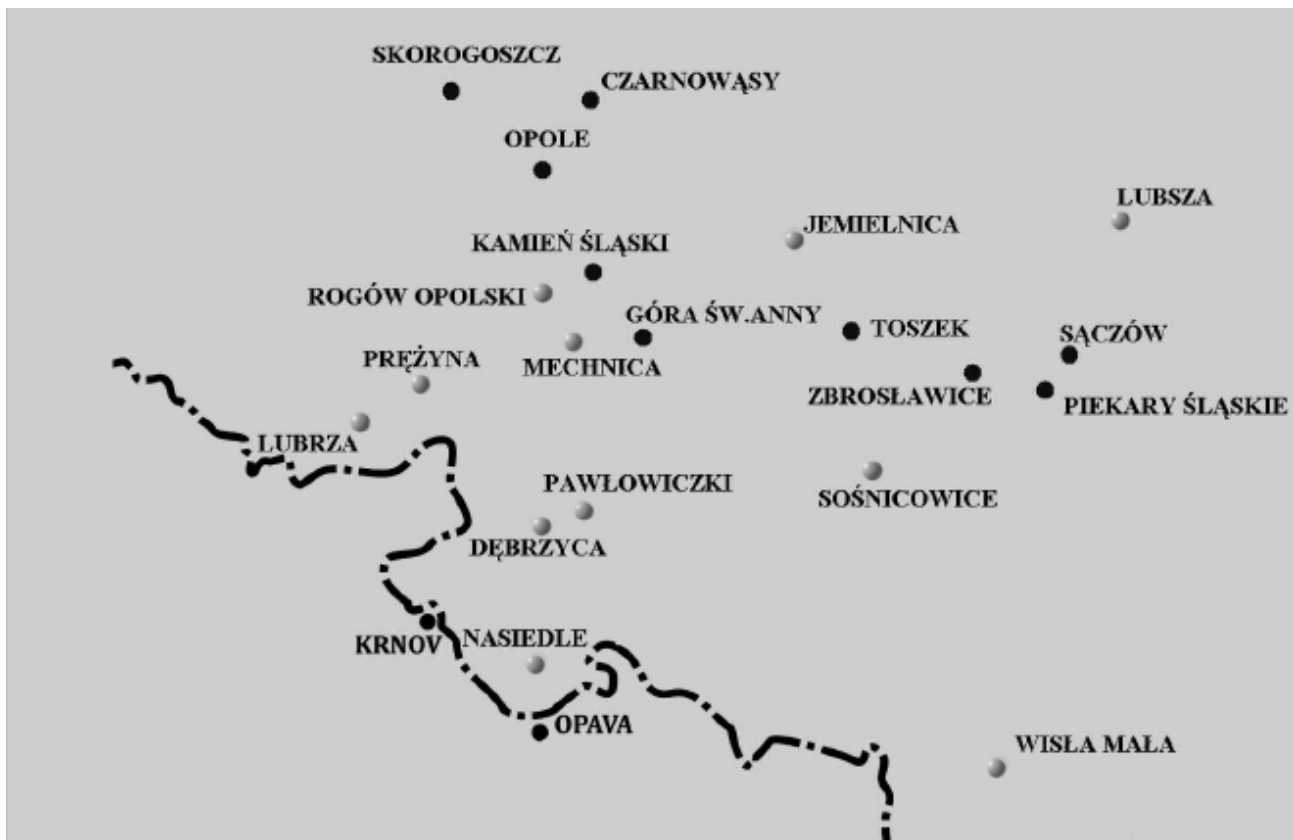 SKOROGOSZCZ
CZARNOWĄSY
OPOLE
LUBSZA
JEMIELNICA
KAMIEŃ ŚLĄSKI
ROGÓW OPOLSKI
GÓRA ŚW.ANNY
TOSZEK
SĄCZÓW
PRĘŻYNA
MECHNICA
ZBROSŁAWICE
PIEKARY ŚLĄSKIE
LUBRZA
PAWŁOWICZKI
SOŚNICOWICE
DĘBRZYCA
KRNOV
NASIEDLE
OPAVA
WISŁA MAŁA